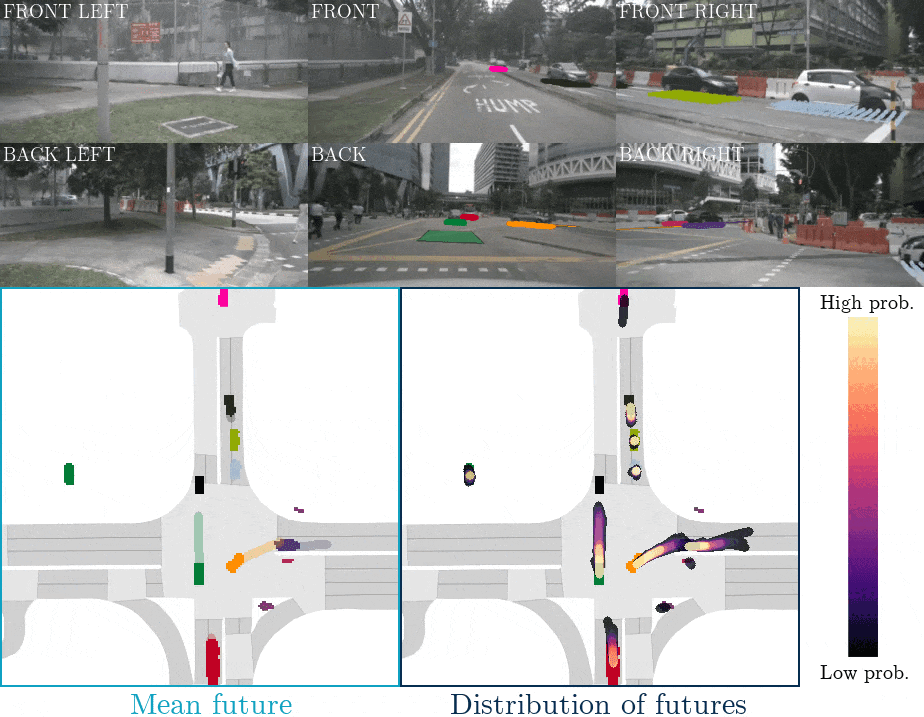 FRONT LEFT
FRONT
FRONT RIGHT
HUMP
BACK LEFT
BACK
BACK RIGHT
High prob.
Low prob.
Mean future
Distribution of futures